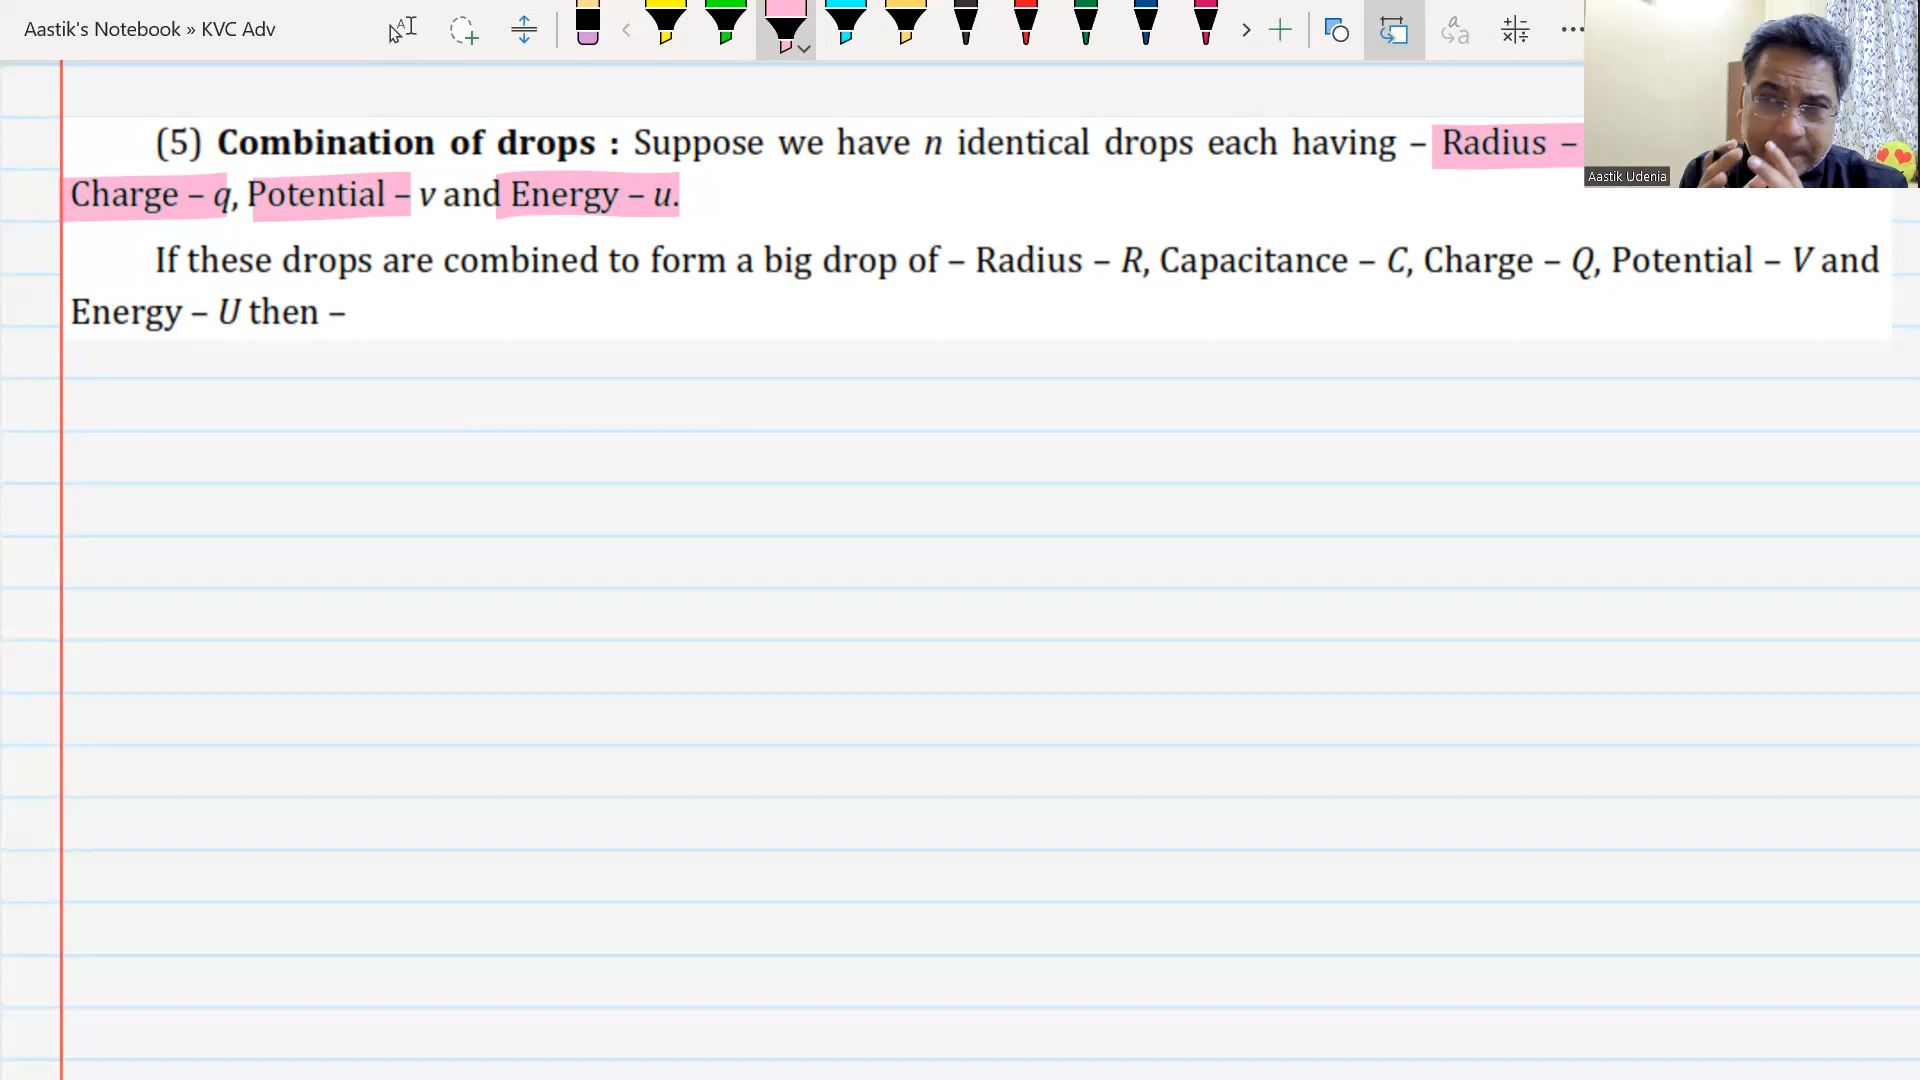 Aastik's Notebook » KVC Adv
(5) Combination of drops : Suppose we have n identical drops each having – Radius –
Aastik Udenia
Charge – q, Potential – v and Energy – u.
If these drops are combined to form a big drop of – Radius – R, Capacitance – C, Charge – Q, Potential – V and
Energy – U then –